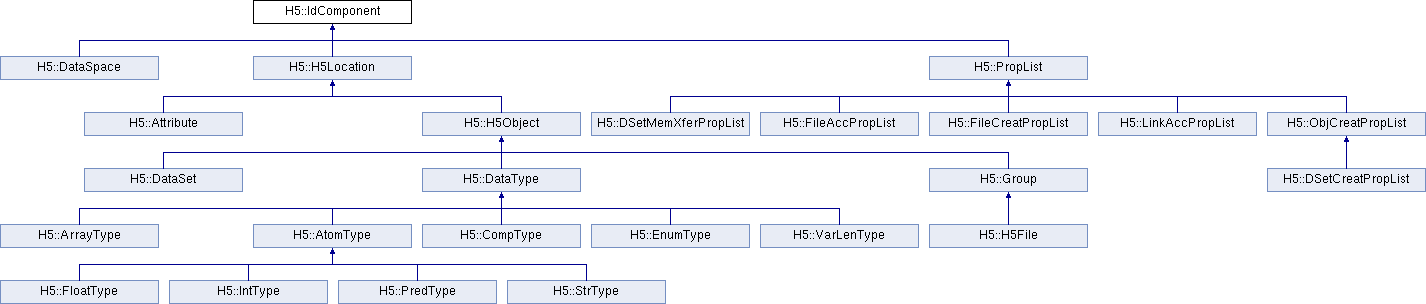 H5::IdComponent
H5::DataSpace
H5::H5Location
H5::PropList
H5::Attribute
H5::H5Object
H5::DSetMemXferPropList
H5::FileAccPropList
H5::FileCreatPropList
H5::LinkAccPropList
H5::ObjCreatPropList
H5::DataSet
H5::DataType
H5::Group
H5::DSetCreatPropList
H5::ArrayType
H5::AtomType
H5::CompType
H5::EnumType
H5::VarLenType
H5::H5File
H5::FloatType
H5::IntType
H5::PredType
H5::StrType